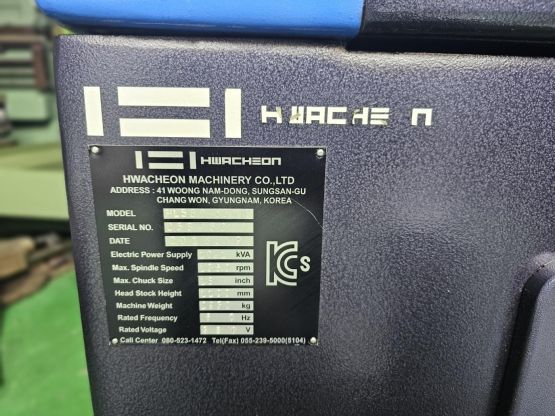 HWACHEON
HWACHEON
HWACHEON MACHINERY CO.,LTD
ADDRESS : 41 WOONG NAM-DONG, SUNGSAN-GU
CHANG WON, GYUNGNAM, KOREA
MODEL
SERIAL NO.
DATE
Electric Power Supply kVA
Max. Spindle Speed rpm
Max. Chuck Size inch
Head Stock Height mm
Machine Weight kg
Rated Frequency Hz
Rated Voltage V
KCs
Call Center 080-523-1472 Tel(Fax) 055-239-5000(5104)